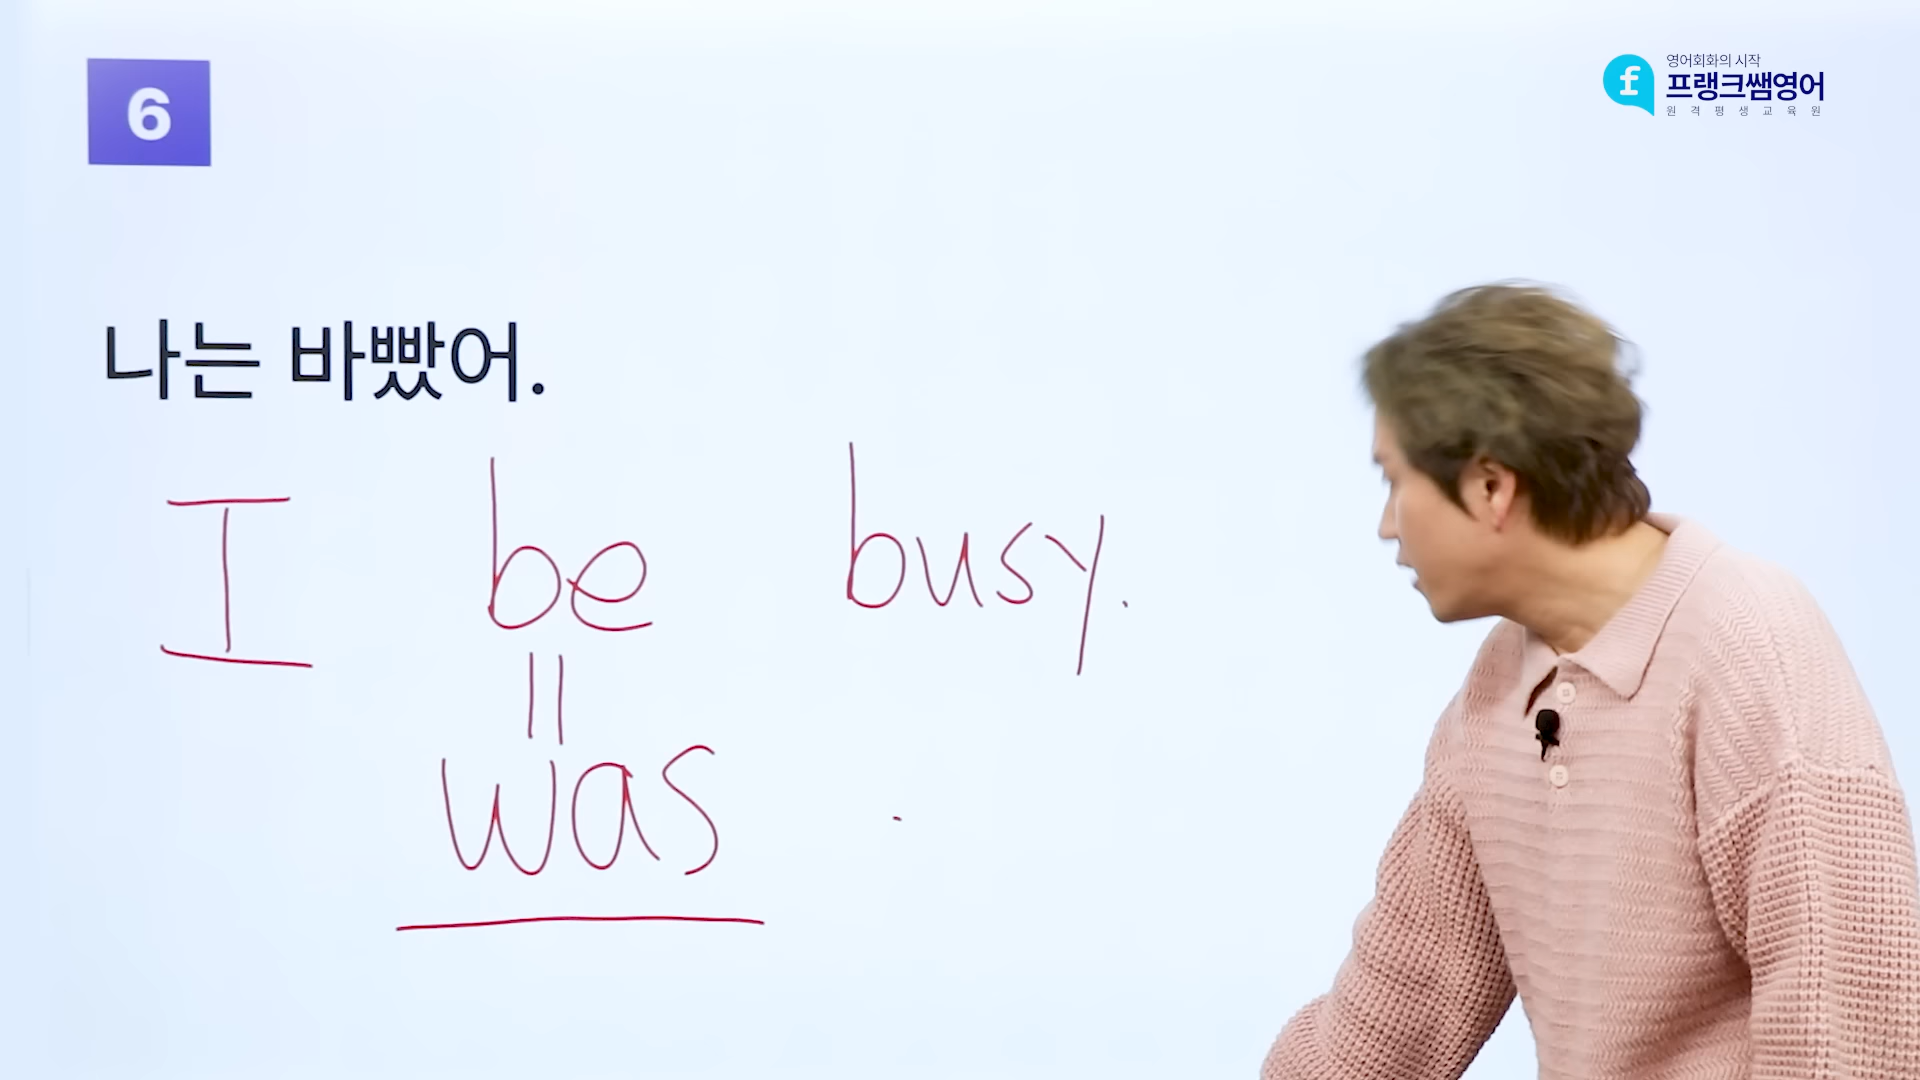 6
영어회화의 시작
f 프랭크쌤영어
원격평생교육원
나는 바빴어.
I be busy.
||
was